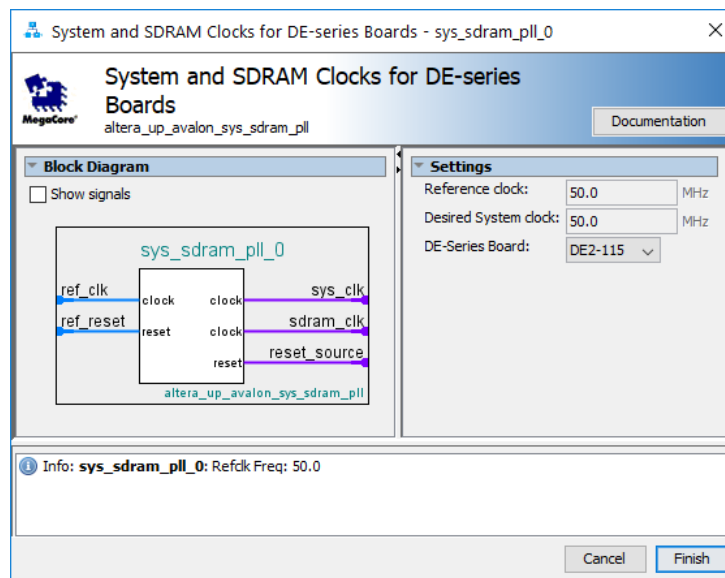 System and SDRAM Clocks for DE-series Boards - sys_sdram_pll_0
System and SDRAM Clocks for DE-series
Boards
altera_up_avalon_sys_sdram_pll
MegaCore®
Documentation
Block Diagram
Show signals
sys_sdram_pll_0
ref_clk
clock
clock
sys_clk
ref_reset
reset
clock
sdram_clk
reset
reset_source
altera_up_avalon_sys_sdram_pll
Settings
Reference clock: 50.0 MHz
Desired System clock: 50.0 MHz
DE-Series Board: DE2-115
Info: sys_sdram_pll_0: Refclk Freq: 50.0
Cancel
Finish